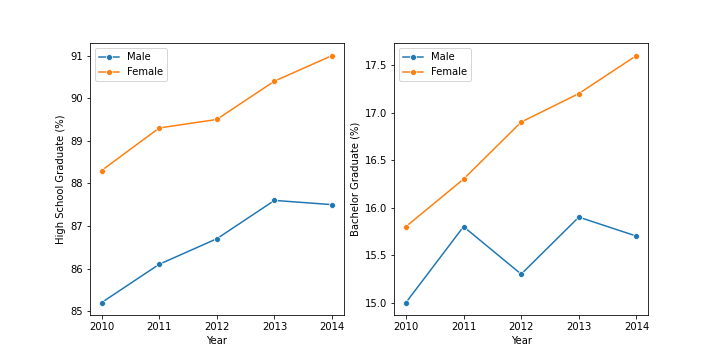 Male
Female
91
90
89
88
87
86
85
High School Graduate (%)
2010 2011 2012 2013 2014
Year
Male
Female
17.5
17.0
16.5
16.0
15.5
15.0
Bachelor Graduate (%)
2010 2011 2012 2013 2014
Year